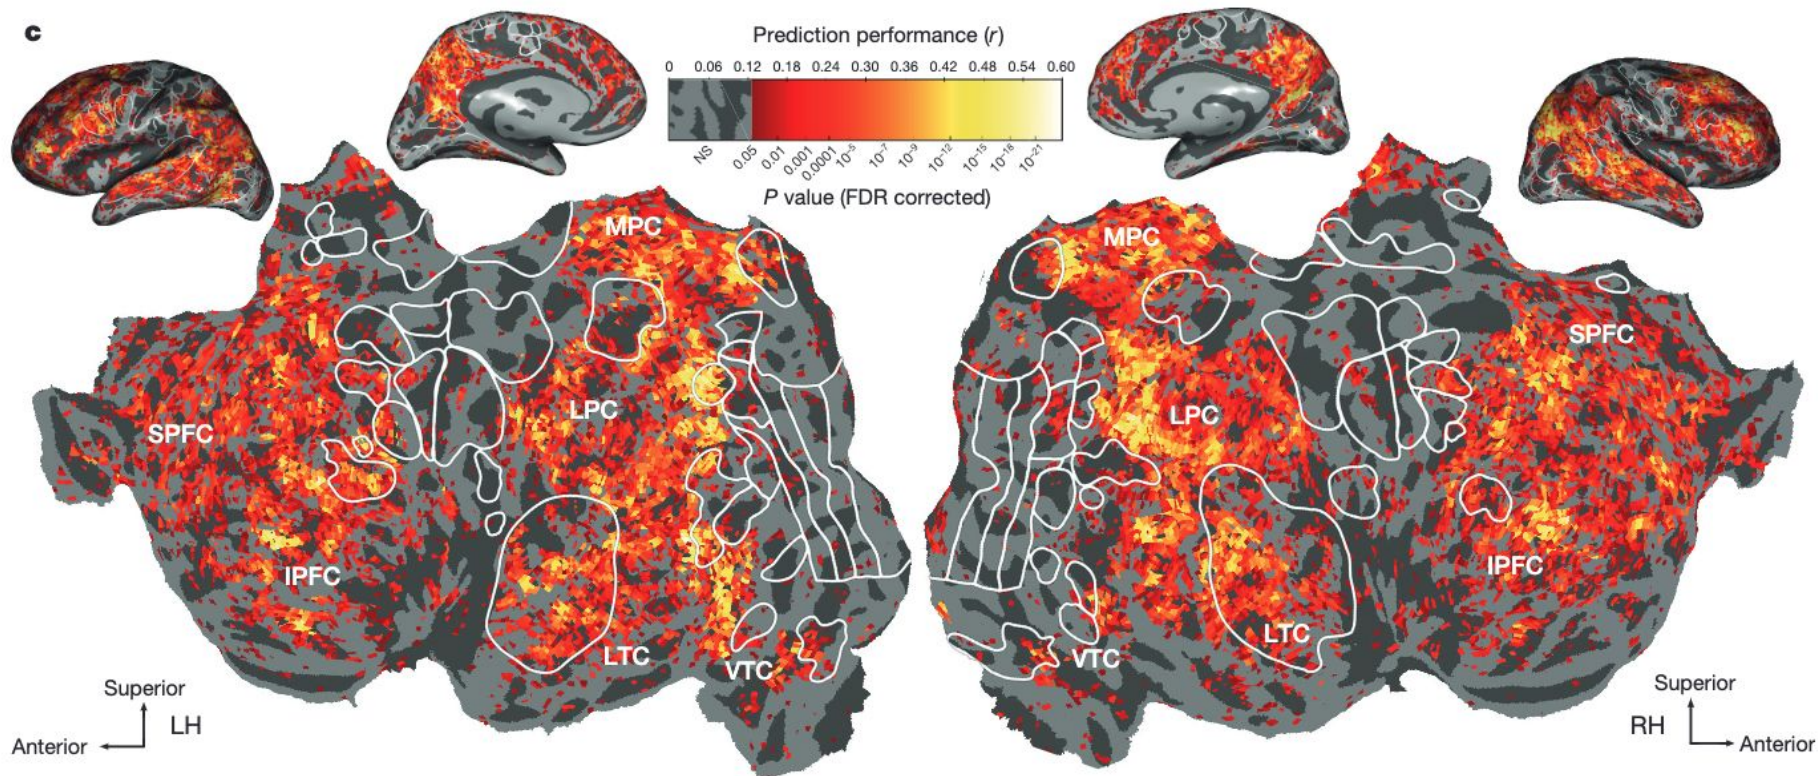 c
Prediction performance (r)
0 0.06 0.12 0.18 0.24 0.30 0.36 0.42 0.48 0.54 0.60
NS 0.05 0.01 0.001 0.0001 10⁻⁵ 10⁻⁷ 10⁻⁹ 10⁻¹² 10⁻¹⁵ 10⁻¹⁸ 10⁻²¹
P value (FDR corrected)
MPC
SPFC
LPC
IPFC
LTC
VTC
Superior
LH
Anterior
MPC
SPFC
LPC
IPFC
LTC
VTC
Superior
RH
Anterior